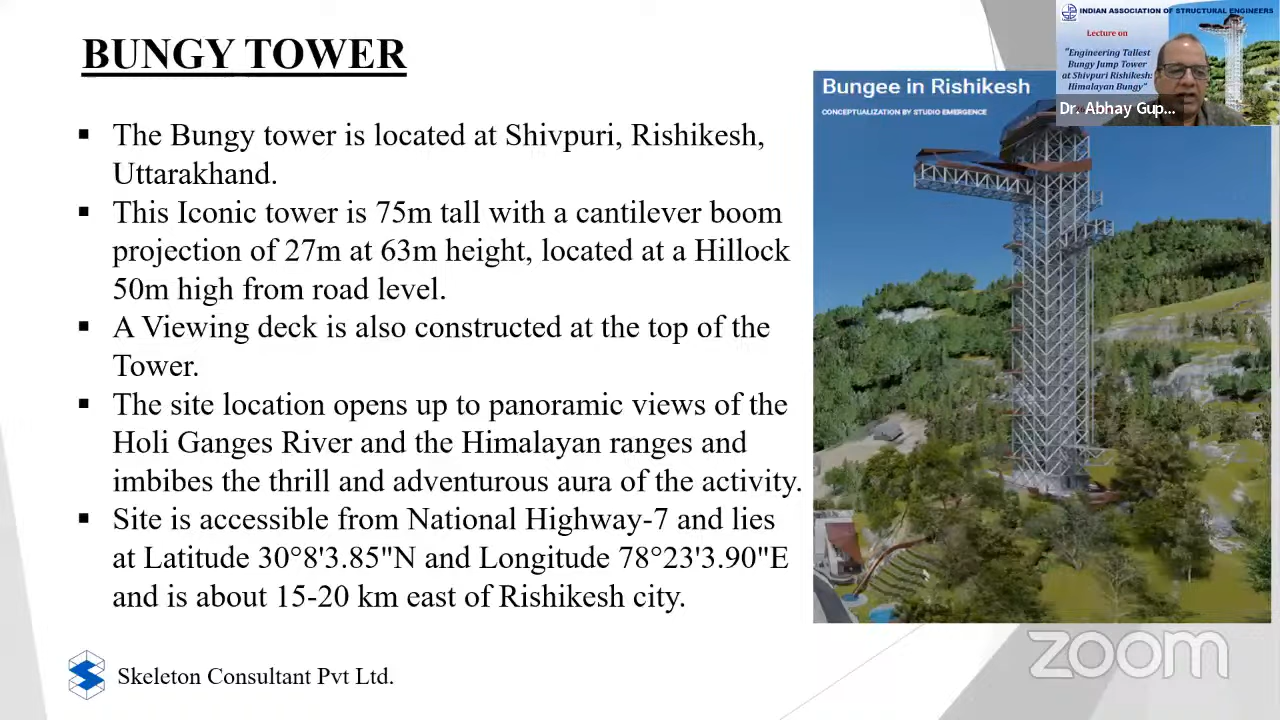 BUNGY TOWER
▪ The Bungy tower is located at Shivpuri, Rishikesh,
Uttarakhand.
▪ This Iconic tower is 75m tall with a cantilever boom
projection of 27m at 63m height, located at a Hillock
50m high from road level.
▪ A Viewing deck is also constructed at the top of the
Tower.
▪ The site location opens up to panoramic views of the
Holi Ganges River and the Himalayan ranges and
imbibes the thrill and adventurous aura of the activity.
▪ Site is accessible from National Highway-7 and lies
at Latitude 30°8'3.85"N and Longitude 78°23'3.90"E
and is about 15-20 km east of Rishikesh city.
Skeleton Consultant Pvt Ltd.
Bungee in Rishikesh
CONCEPTUALIZATION BY STUDIO EMERGENCE
INDIAN ASSOCIATION OF STRUCTURAL ENGINEERS
Lecture on
"Engineering Tallest
Bungy Jump Tower
at Shivpuri Rishikesh:
Himalayan Bungy"
Dr. Abhay Gup...
zoom